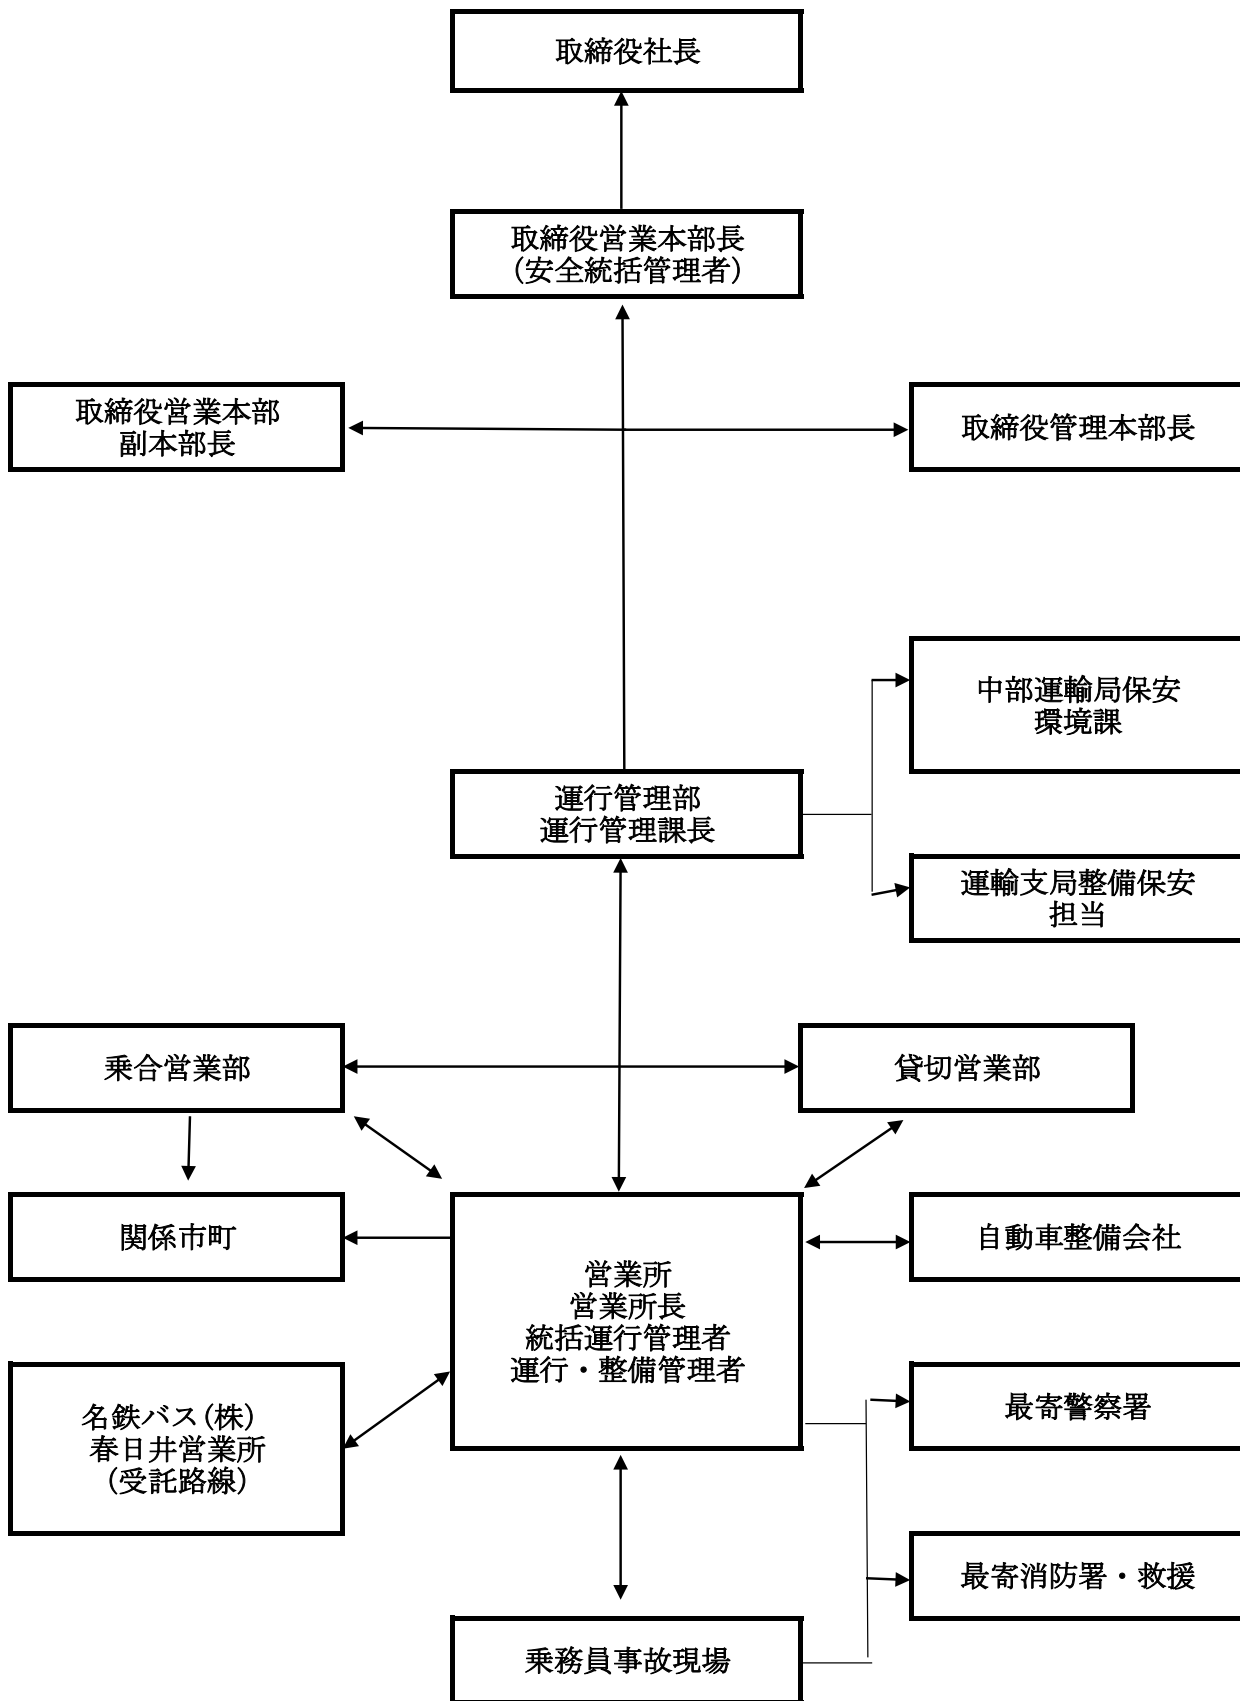 取締役社長
取締役営業本部長
(安全統括管理者)
取締役営業本部
副本部長
取締役管理本部長
中部運輸局保安
環境課
運行管理部
運行管理課長
運輸支局整備保安
担当
乗合営業部
貸切営業部
関係市町
営業所
営業所長
統括運行管理者
運行・整備管理者
自動車整備会社
名鉄バス(株)
春日井営業所
(受託路線)
最寄警察署
最寄消防署・救援
乗務員事故現場